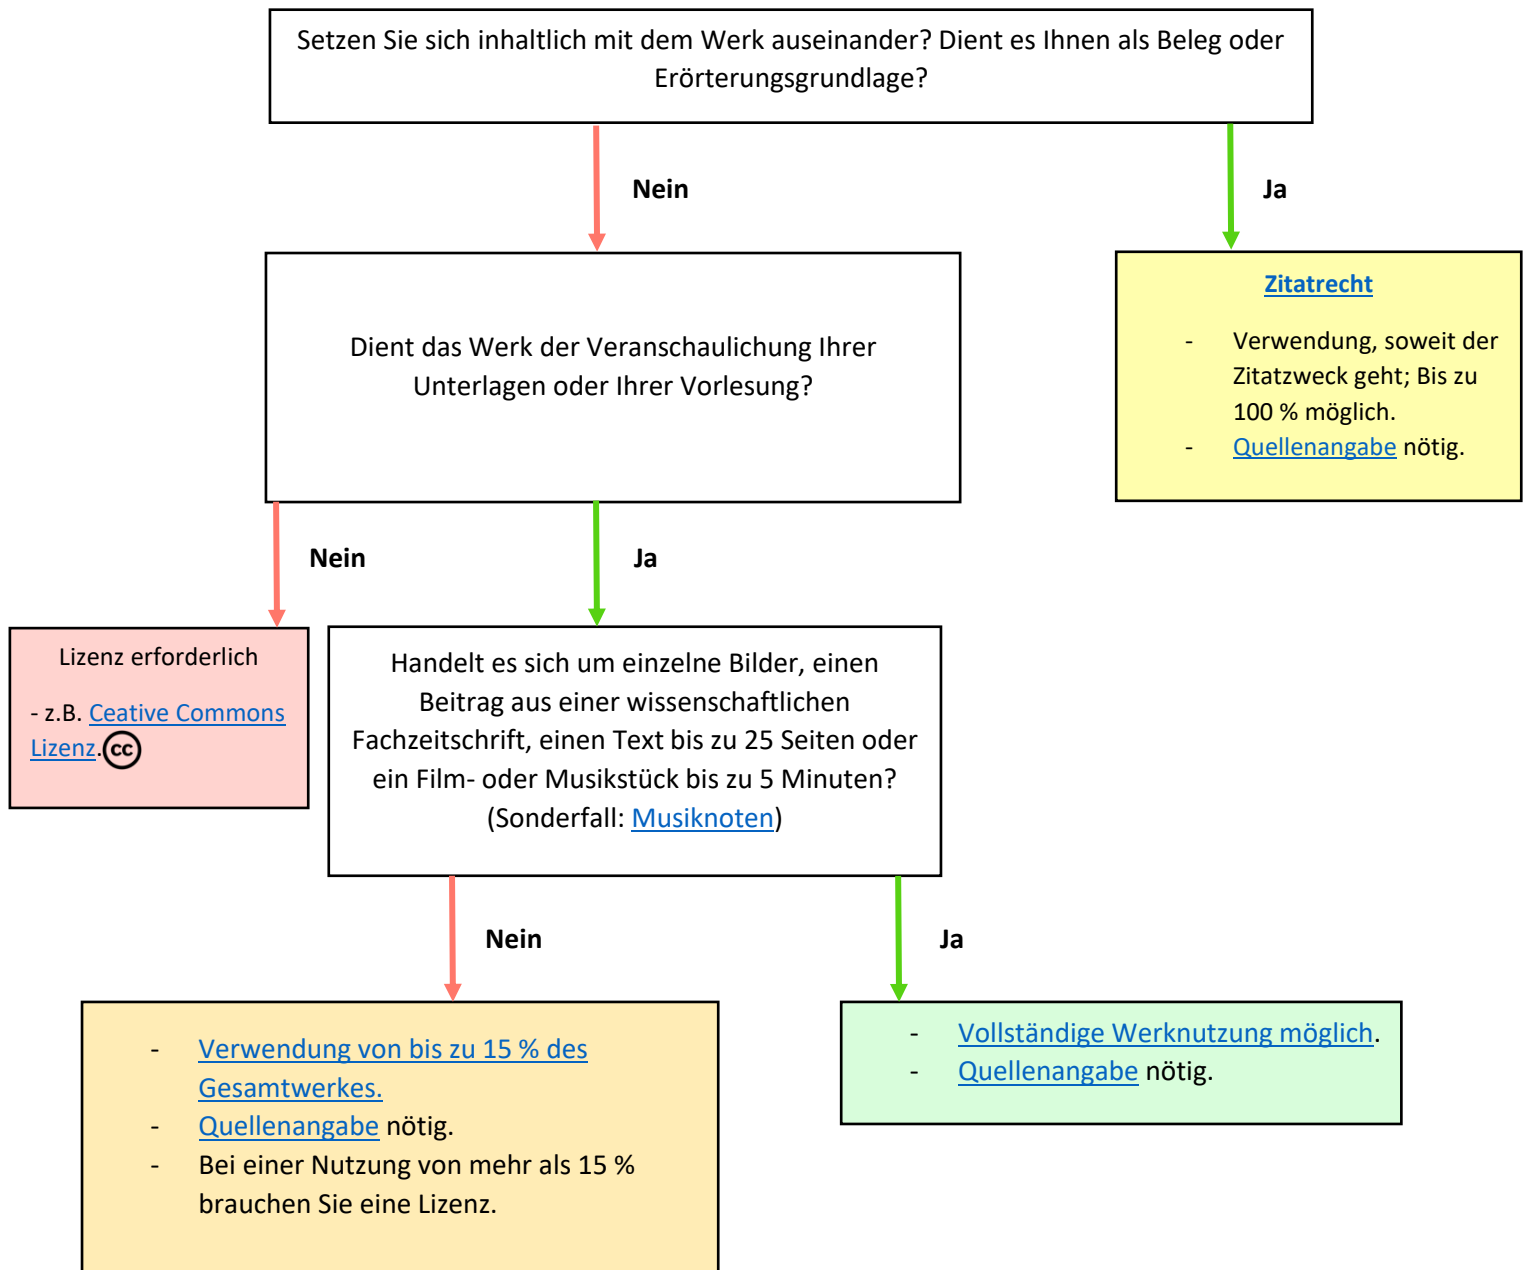 Setzen Sie sich inhaltlich mit dem Werk auseinander? Dient es Ihnen als Beleg oder
Erörterungsgrundlage?
Nein
Ja
Zitatrecht
- Verwendung, soweit der
Zitatzweck geht; Bis zu
100 % möglich.
- Quellenangabe nötig.
Dient das Werk der Veranschaulichung Ihrer
Unterlagen oder Ihrer Vorlesung?
Nein
Ja
Lizenz erforderlich
- z.B. Ceative Commons
Lizenz. cc
Handelt es sich um einzelne Bilder, einen
Beitrag aus einer wissenschaftlichen
Fachzeitschrift, einen Text bis zu 25 Seiten oder
ein Film- oder Musikstück bis zu 5 Minuten?
(Sonderfall: Musiknoten)
Nein
Ja
- Verwendung von bis zu 15 % des
Gesamtwerkes.
- Quellenangabe nötig.
- Bei einer Nutzung von mehr als 15 %
brauchen Sie eine Lizenz.
- Vollständige Werknutzung möglich.
- Quellenangabe nötig.